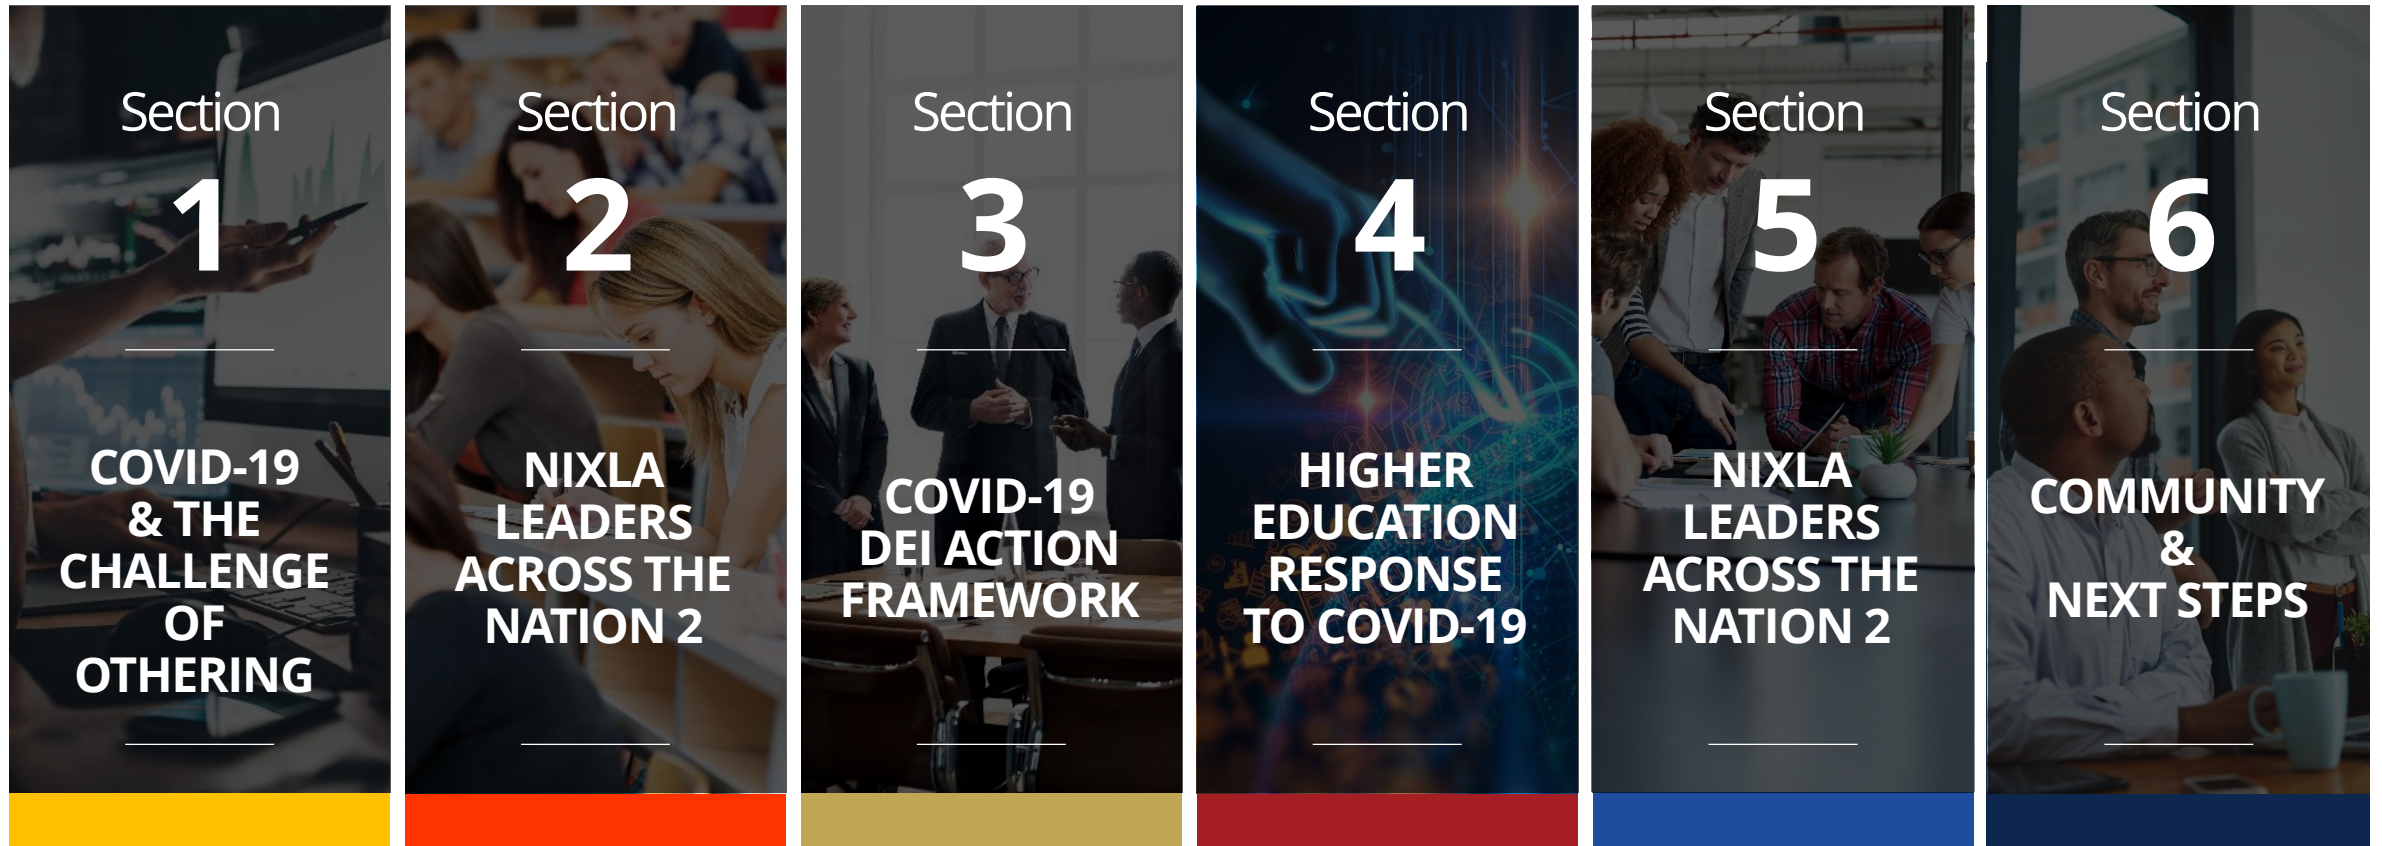 Section
1
COVID-19
& THE
CHALLENGE
OF
OTHERING
Section
2
NIXLA
LEADERS
ACROSS THE
NATION 2
Section
3
COVID-19
DEI ACTION
FRAMEWORK
Section
4
HIGHER
EDUCATION
RESPONSE
TO COVID-19
Section
5
NIXLA
LEADERS
ACROSS THE
NATION 2
Section
6
COMMUNITY
&
NEXT STEPS